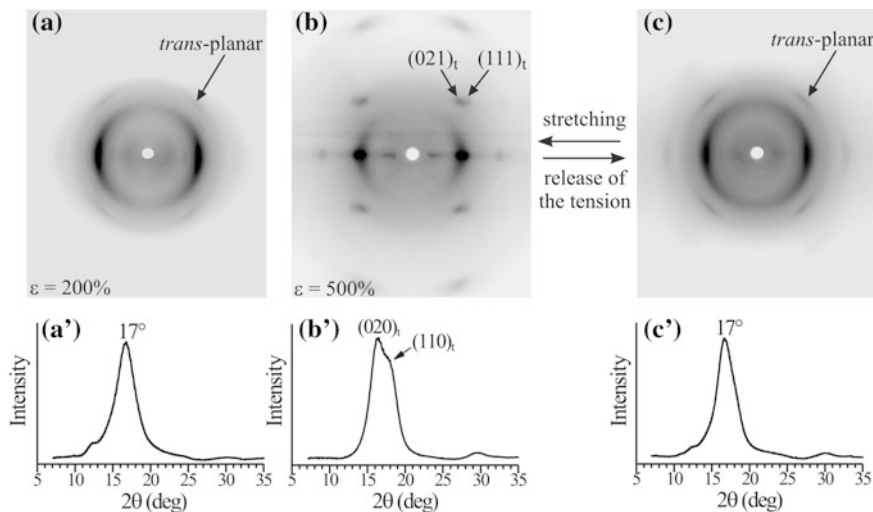 (a)
trans-planar
ε = 200%
(b)
(021)t
(111)t
ε = 500%
stretching
release of
the tension
(c)
trans-planar
(a’)
17°
Intensity
5 10 15 20 25 30 35
2θ (deg)
(b’)
(020)t
(110)t
Intensity
5 10 15 20 25 30 35
2θ (deg)
(c’)
17°
Intensity
5 10 15 20 25 30 35
2θ (deg)